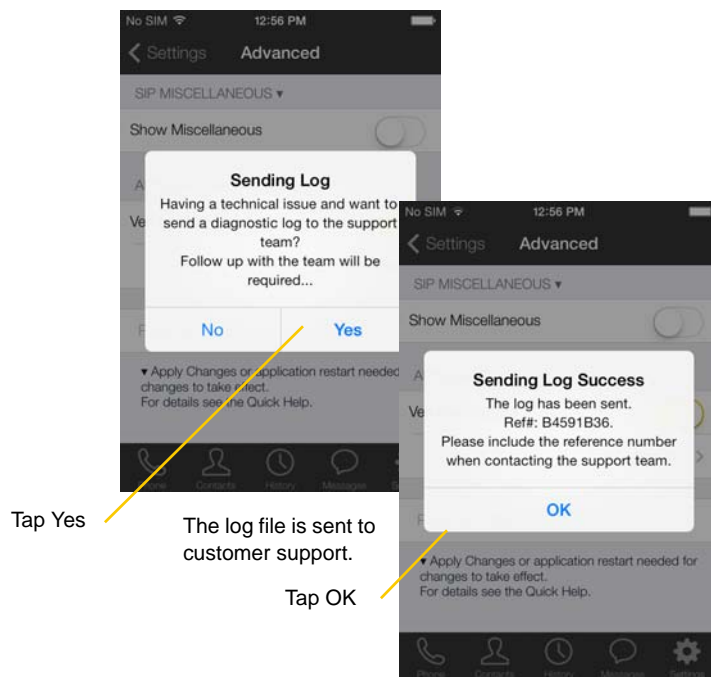 No SIM 12:56 PM
Settings Advanced
SIP MISCELLANEOUS ▾
Show Miscellaneous
A
Ve
Sending Log
Having a technical issue and want to
send a diagnostic log to the support
team?
Follow up with the team will be
required...
No Yes
▾ Apply Changes or application restart needed
changes to take effect.
For details see the Quick Help.
Phone Contacts History Messages S
Tap Yes
The log file is sent to
customer support.
Tap OK
No SIM 12:56 PM
Settings Advanced
SIP MISCELLANEOUS ▾
Show Miscellaneous
A
Ve
Sending Log Success
The log has been sent.
Ref#: B4591B36.
Please include the reference number
when contacting the support team.
OK
▾ Apply Changes or application restart needed for
changes to take effect.
For details see the Quick Help.
Phone Contacts History Messages Settings